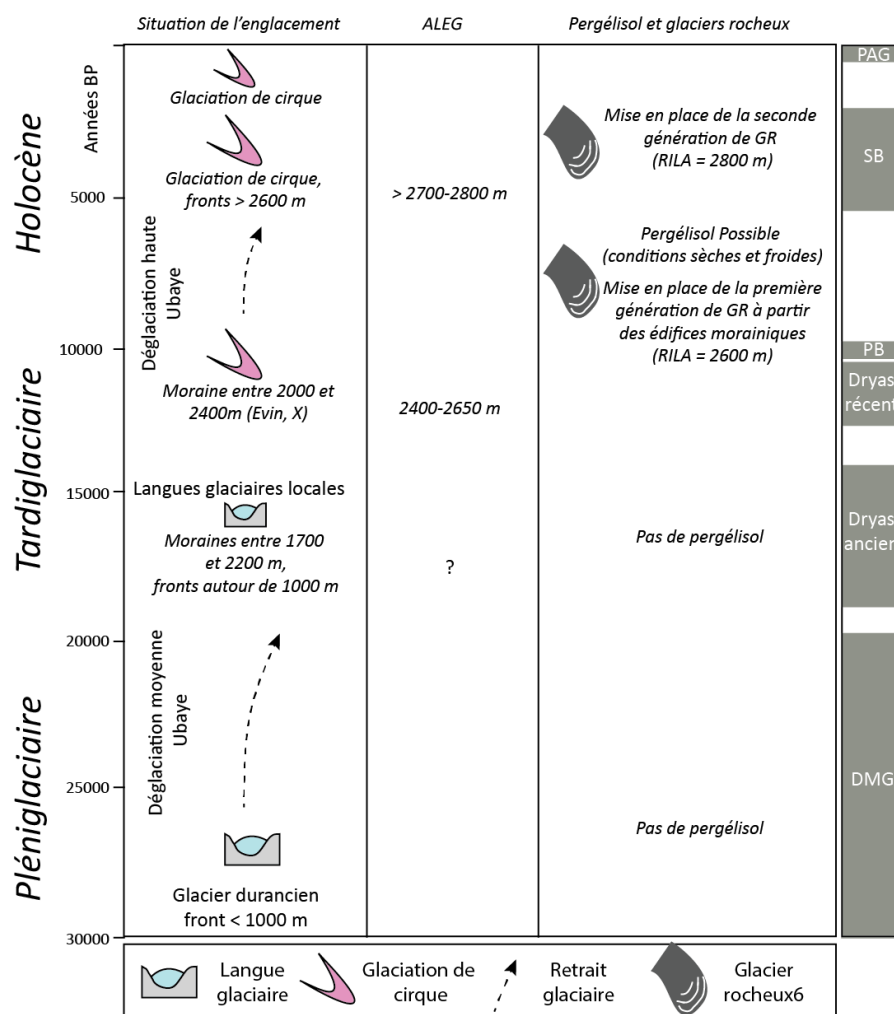 Situation de l’englacement
ALEG
Pergélisol et glaciers rocheux
Années BP
Holocène
Tardiglaciaire
Pléniglaciaire
5000
10000
15000
20000
25000
30000
Glaciation de cirque
Glaciation de cirque,
fronts > 2600 m
Déglaciation haute
Ubaye
Moraine entre 2000 et
2400m (Evin, X)
Langues glaciaires locales
Moraines entre 1700
et 2200 m,
fronts autour de 1000 m
Déglaciation moyenne
Ubaye
Glacier durancien
front < 1000 m
> 2700-2800 m
2400-2650 m
?
Mise en place de la seconde
génération de GR
(RILA = 2800 m)
Pergélisol Possible
(conditions sèches et froides)
Mise en place de la première
génération de GR à partir
des édifices morainiques
(RILA = 2600 m)
Pas de pergélisol
Pas de pergélisol
PAG
SB
PB
Dryas
récent
Dryas
ancien
DMG
Langue
glaciaire
Glaciation de
cirque
Retrait
glaciaire
Glacier
rocheux6